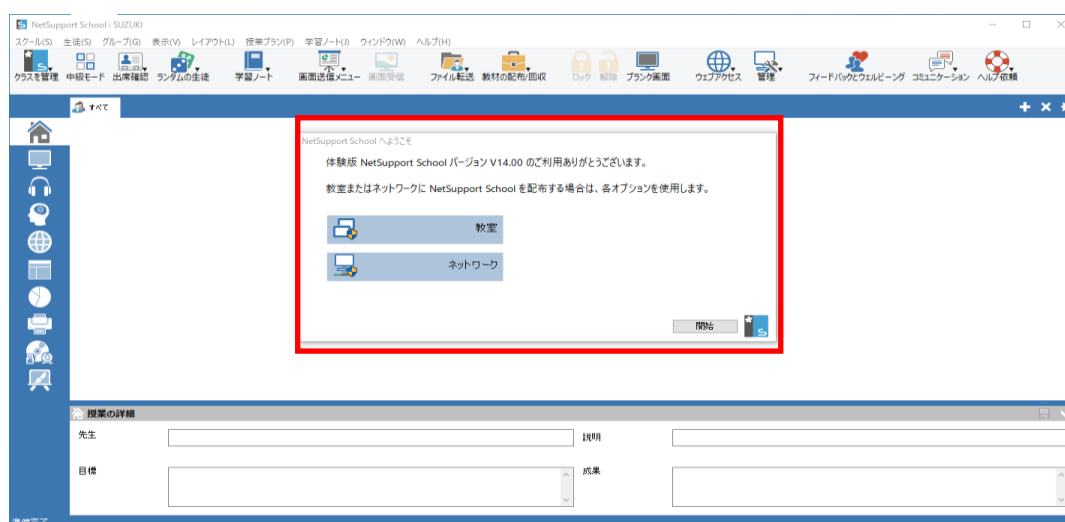 NetSupport School : SUZUKI
スクール(S) 生徒(S) グループ(G) 表示(V) レイアウト(L) 授業プラン(P) 学習ノート(J) ウィンドウ(W) ヘルプ(H)
クラスを管理 中級モード 出席確認 ランダムの生徒 学習ノート 画面送信メニュー 画面受信 ファイル転送 教材の配布/回収 ロック 解除 ブランク画面 ウェブアクセス 管理 フィードバックとウェルビーング コミュニケーション ヘルプ依頼
すべて
NetSupport School へようこそ
体験版 NetSupport School バージョン V14.00 のご利用ありがとうございます。
教室またはネットワークに NetSupport School を配布する場合は、各オプションを使用します。
教室
ネットワーク
開始
授業の詳細
先生
説明
目標
成果